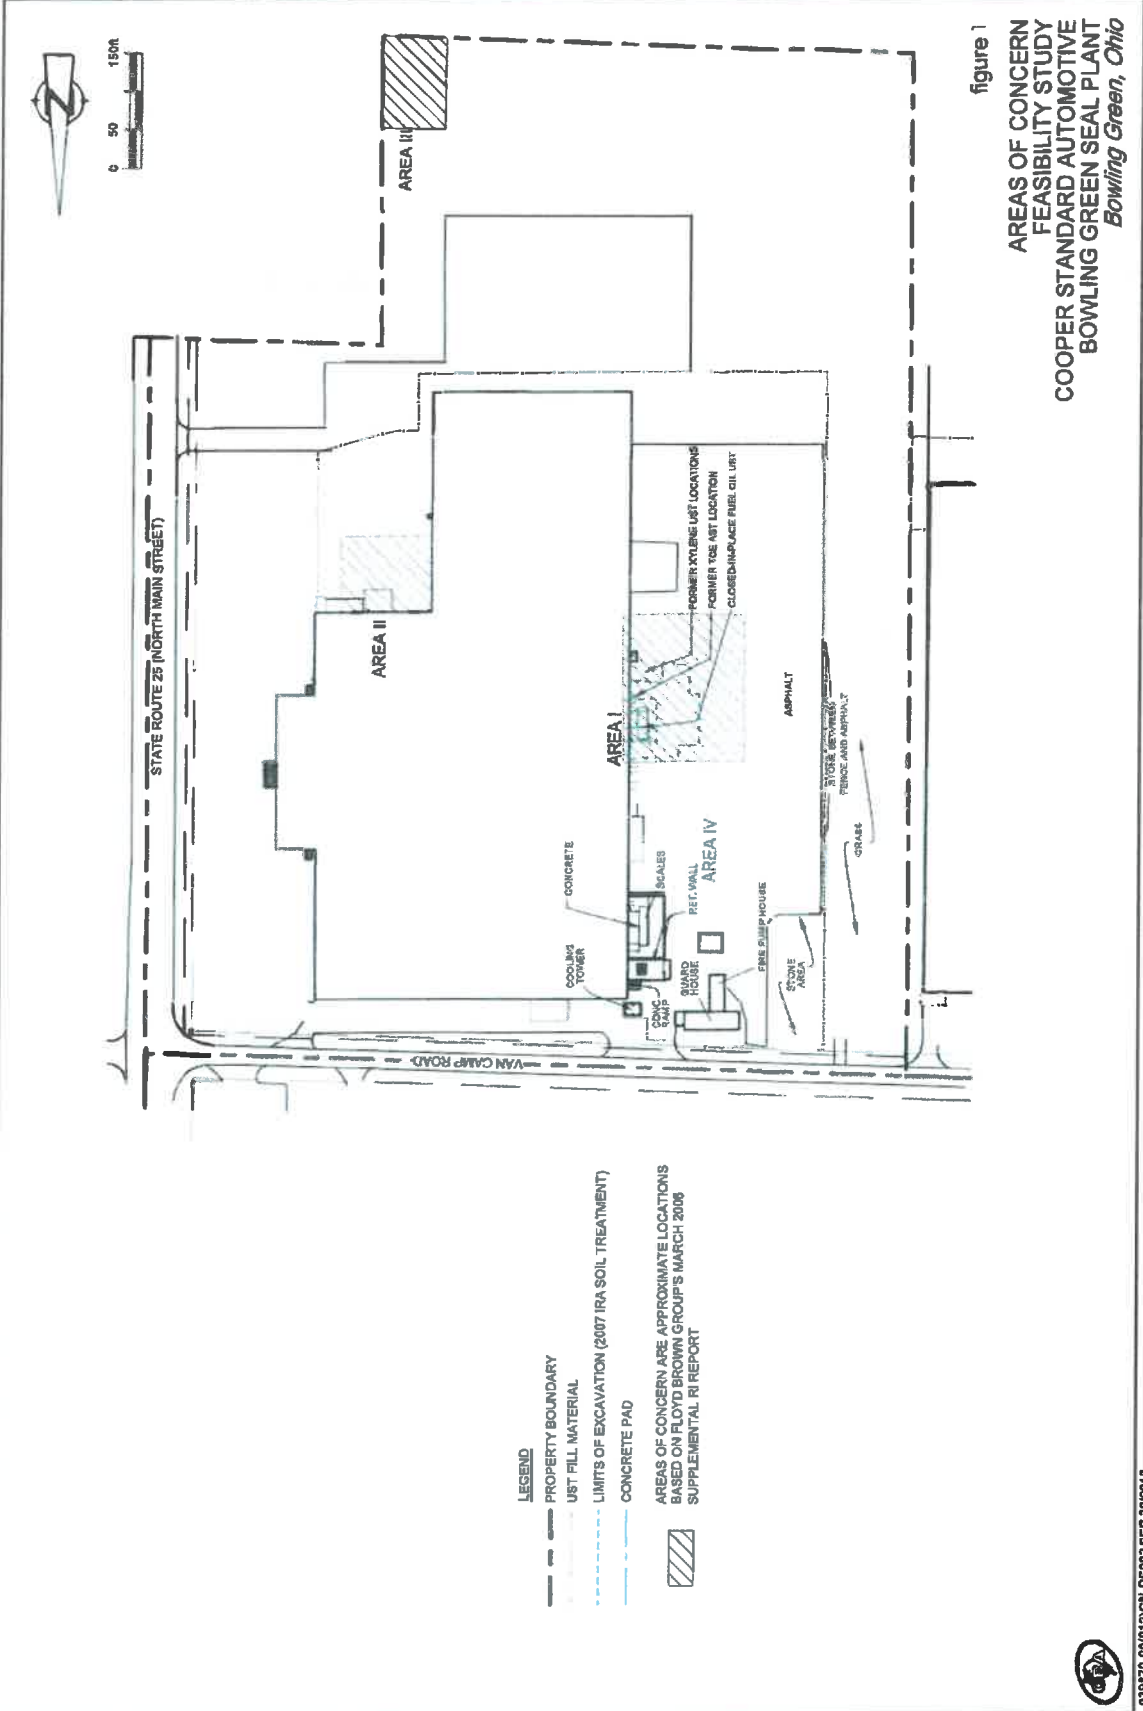 0 50 150ft
N
STATE ROUTE 25 (NORTH MAIN STREET)
AREA III
AREA II
AREA I
FORMER XYLENE UST LOCATIONS
FORMER TCE AST LOCATION
CLOSED-IN-PLACE FUEL OIL UST
ASPHALT
STONE BETWEEN
FENCE AND ASPHALT
GRASS
AREA IV
CONCRETE
SCALES
RET. WALL
COOLING
TOWER
CONC.
RAMP
GUARD
HOUSE
FIRE PUMP HOUSE
STONE
AREA
VAN CAMP ROAD
LEGEND
PROPERTY BOUNDARY
UST FILL MATERIAL
LIMITS OF EXCAVATION (2007 IRA SOIL TREATMENT)
CONCRETE PAD
AREAS OF CONCERN ARE APPROXIMATE LOCATIONS
BASED ON FLOYD BROWN GROUP'S MARCH 2006
SUPPLEMENTAL RI REPORT
figure 1
AREAS OF CONCERN
FEASIBILITY STUDY
COOPER STANDARD AUTOMOTIVE
BOWLING GREEN SEAL PLANT
Bowling Green, Ohio
CRA